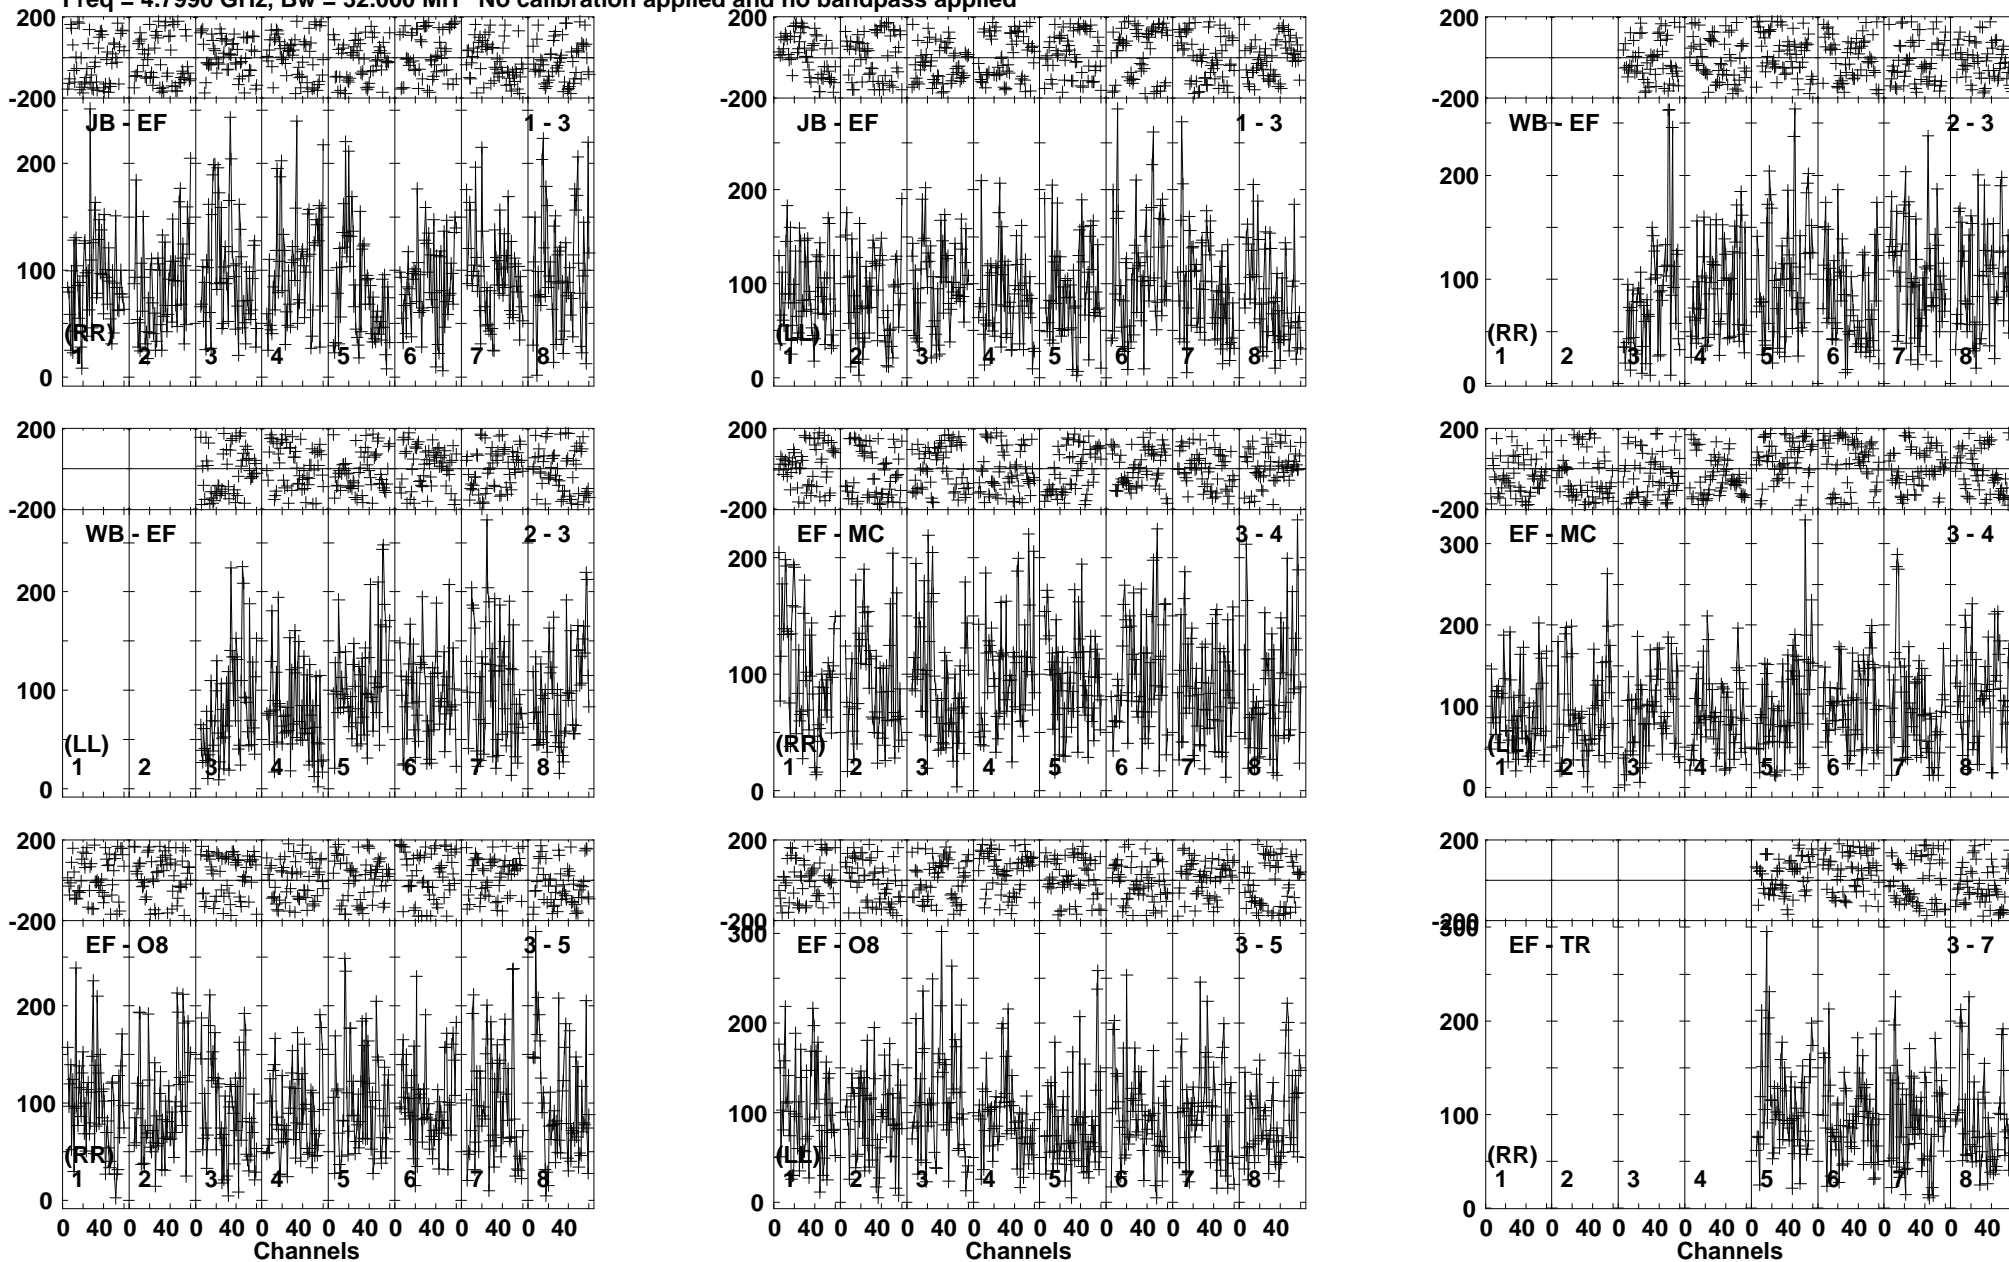 Freq = 4.7990 GHz, Bw = 32.000 MH No calibration applied and no bandpass applied
200 200 200
-200 -200 -200
JB - EF 1 - 3 JB - EF 1 - 3 WB - EF 2 - 3
200 200 200
100 100 100
(RR) (LL) (RR)
1 2 3 4 5 6 7 8 1 2 3 4 5 6 7 8 1 2 3 4 5 6 7 8
0 0 0
200 200 200
-200 -200 -200
WB - EF 2 - 3 EF - MC 3 - 4 EF - MC 3 - 4
300
200 200 200
100 100 100
(LL) (RR) (LL)
1 2 3 4 5 6 7 8 1 2 3 4 5 6 7 8 1 2 3 4 5 6 7 8
0 0 0
200 200 200
-200 -200 -200
300 300
EF - O8 3 - 5 EF - O8 3 - 5 EF - TR 3 - 7
200 200 200
100 100 100
(RR) (LL) (RR)
1 2 3 4 5 6 7 8 1 2 3 4 5 6 7 8 1 2 3 4 5 6 7 8
0 0 0
0 40 0 40 0 40 0 40 0 40 0 40 0 40 0 40 0 40 0 40 0 40 0 40 0 40 0 40 0 40 0 40 0 40 0 40 0 40 0 40 0 40 0 40 0 40 0 40
Channels Channels Channels